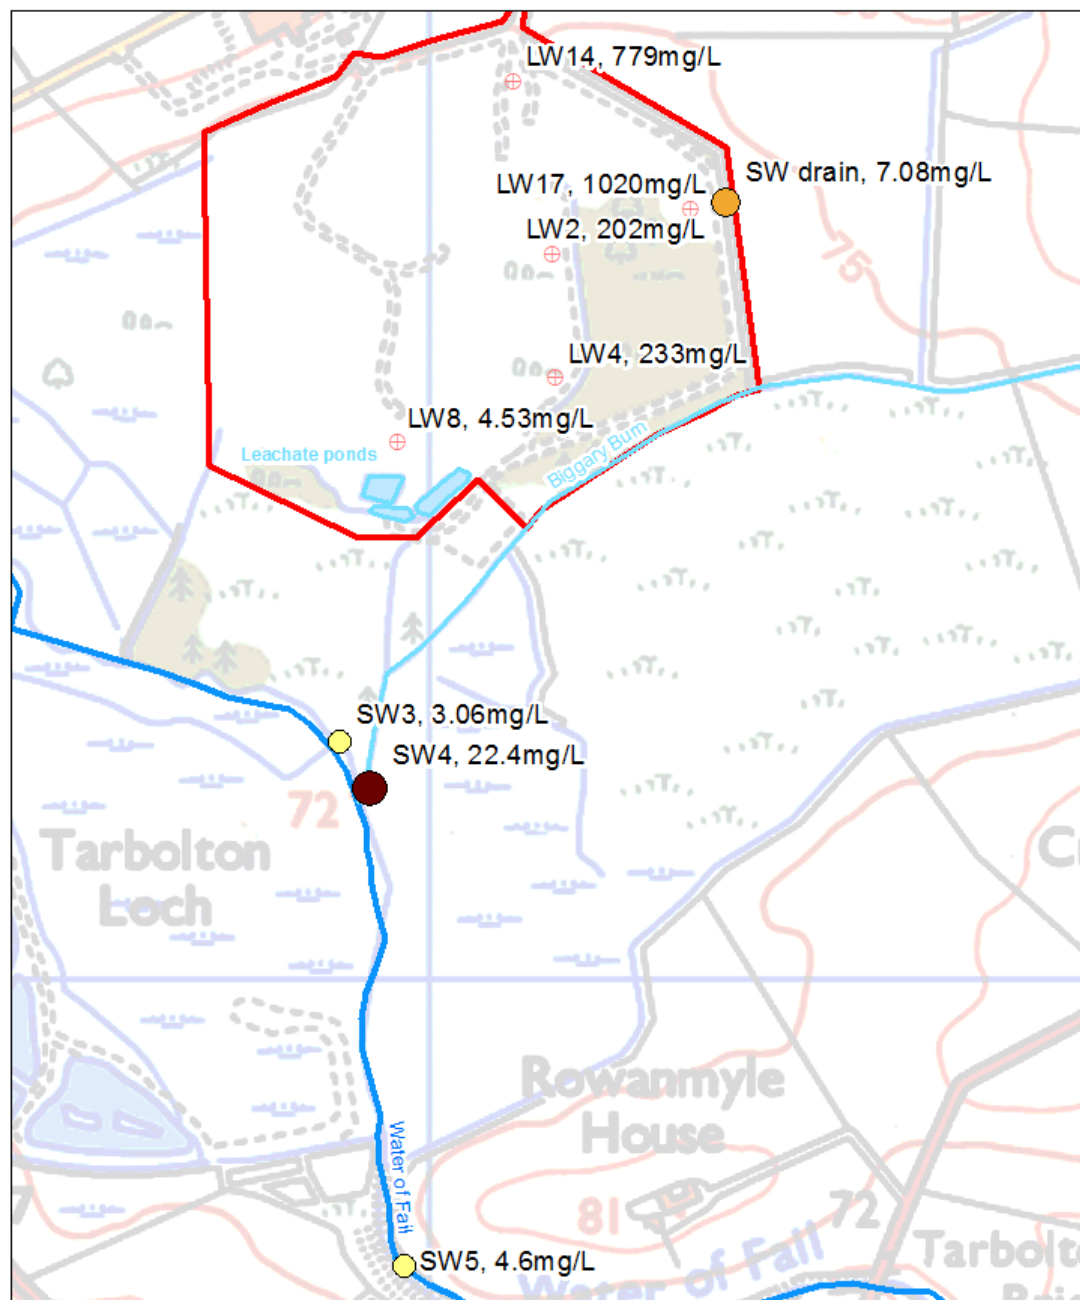 LW14, 779mg/L
SW drain, 7.08mg/L
LW17, 1020mg/L
LW2, 202mg/L
75
LW4, 233mg/L
LW8, 4.53mg/L
Leachate ponds
Biggary Burn
SW3, 3.06mg/L
SW4, 22.4mg/L
72
Tarbolton
Loch
Rowanmyle
House
Water of Fail
81
72
Water of Fail
SW5, 4.6mg/L